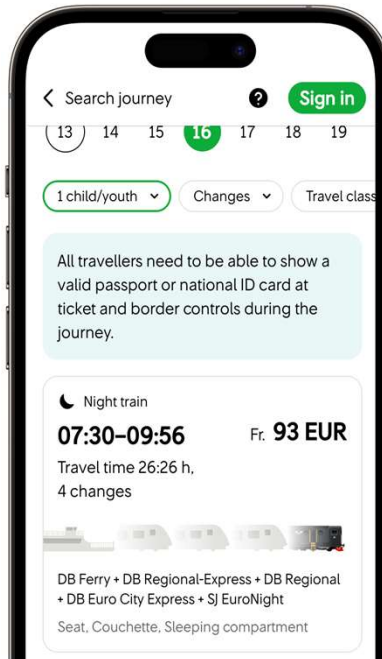 Search journey ? Sign in
13 14 15 16 17 18 19
1 child/youth Changes Travel class
All travellers need to be able to show a
valid passport or national ID card at
ticket and border controls during the
journey.
Night train
07:30–09:56 Fr. 93 EUR
Travel time 26:26 h,
4 changes
DB Ferry + DB Regional-Express + DB Regional
+ DB Euro City Express + SJ EuroNight
Seat, Couchette, Sleeping compartment